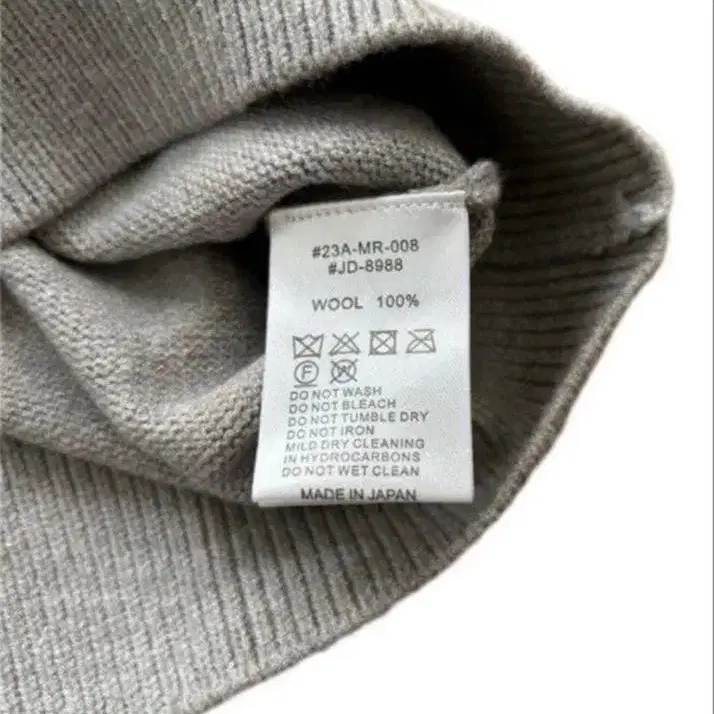 #23A-MR-008
#JD-8988
WOOL 100%
F W
DO NOT WASH
DO NOT BLEACH
DO NOT TUMBLE DRY
DO NOT IRON
MILD DRY CLEANING
IN HYDROCARBONS
DO NOT WET CLEAN
MADE IN JAPAN